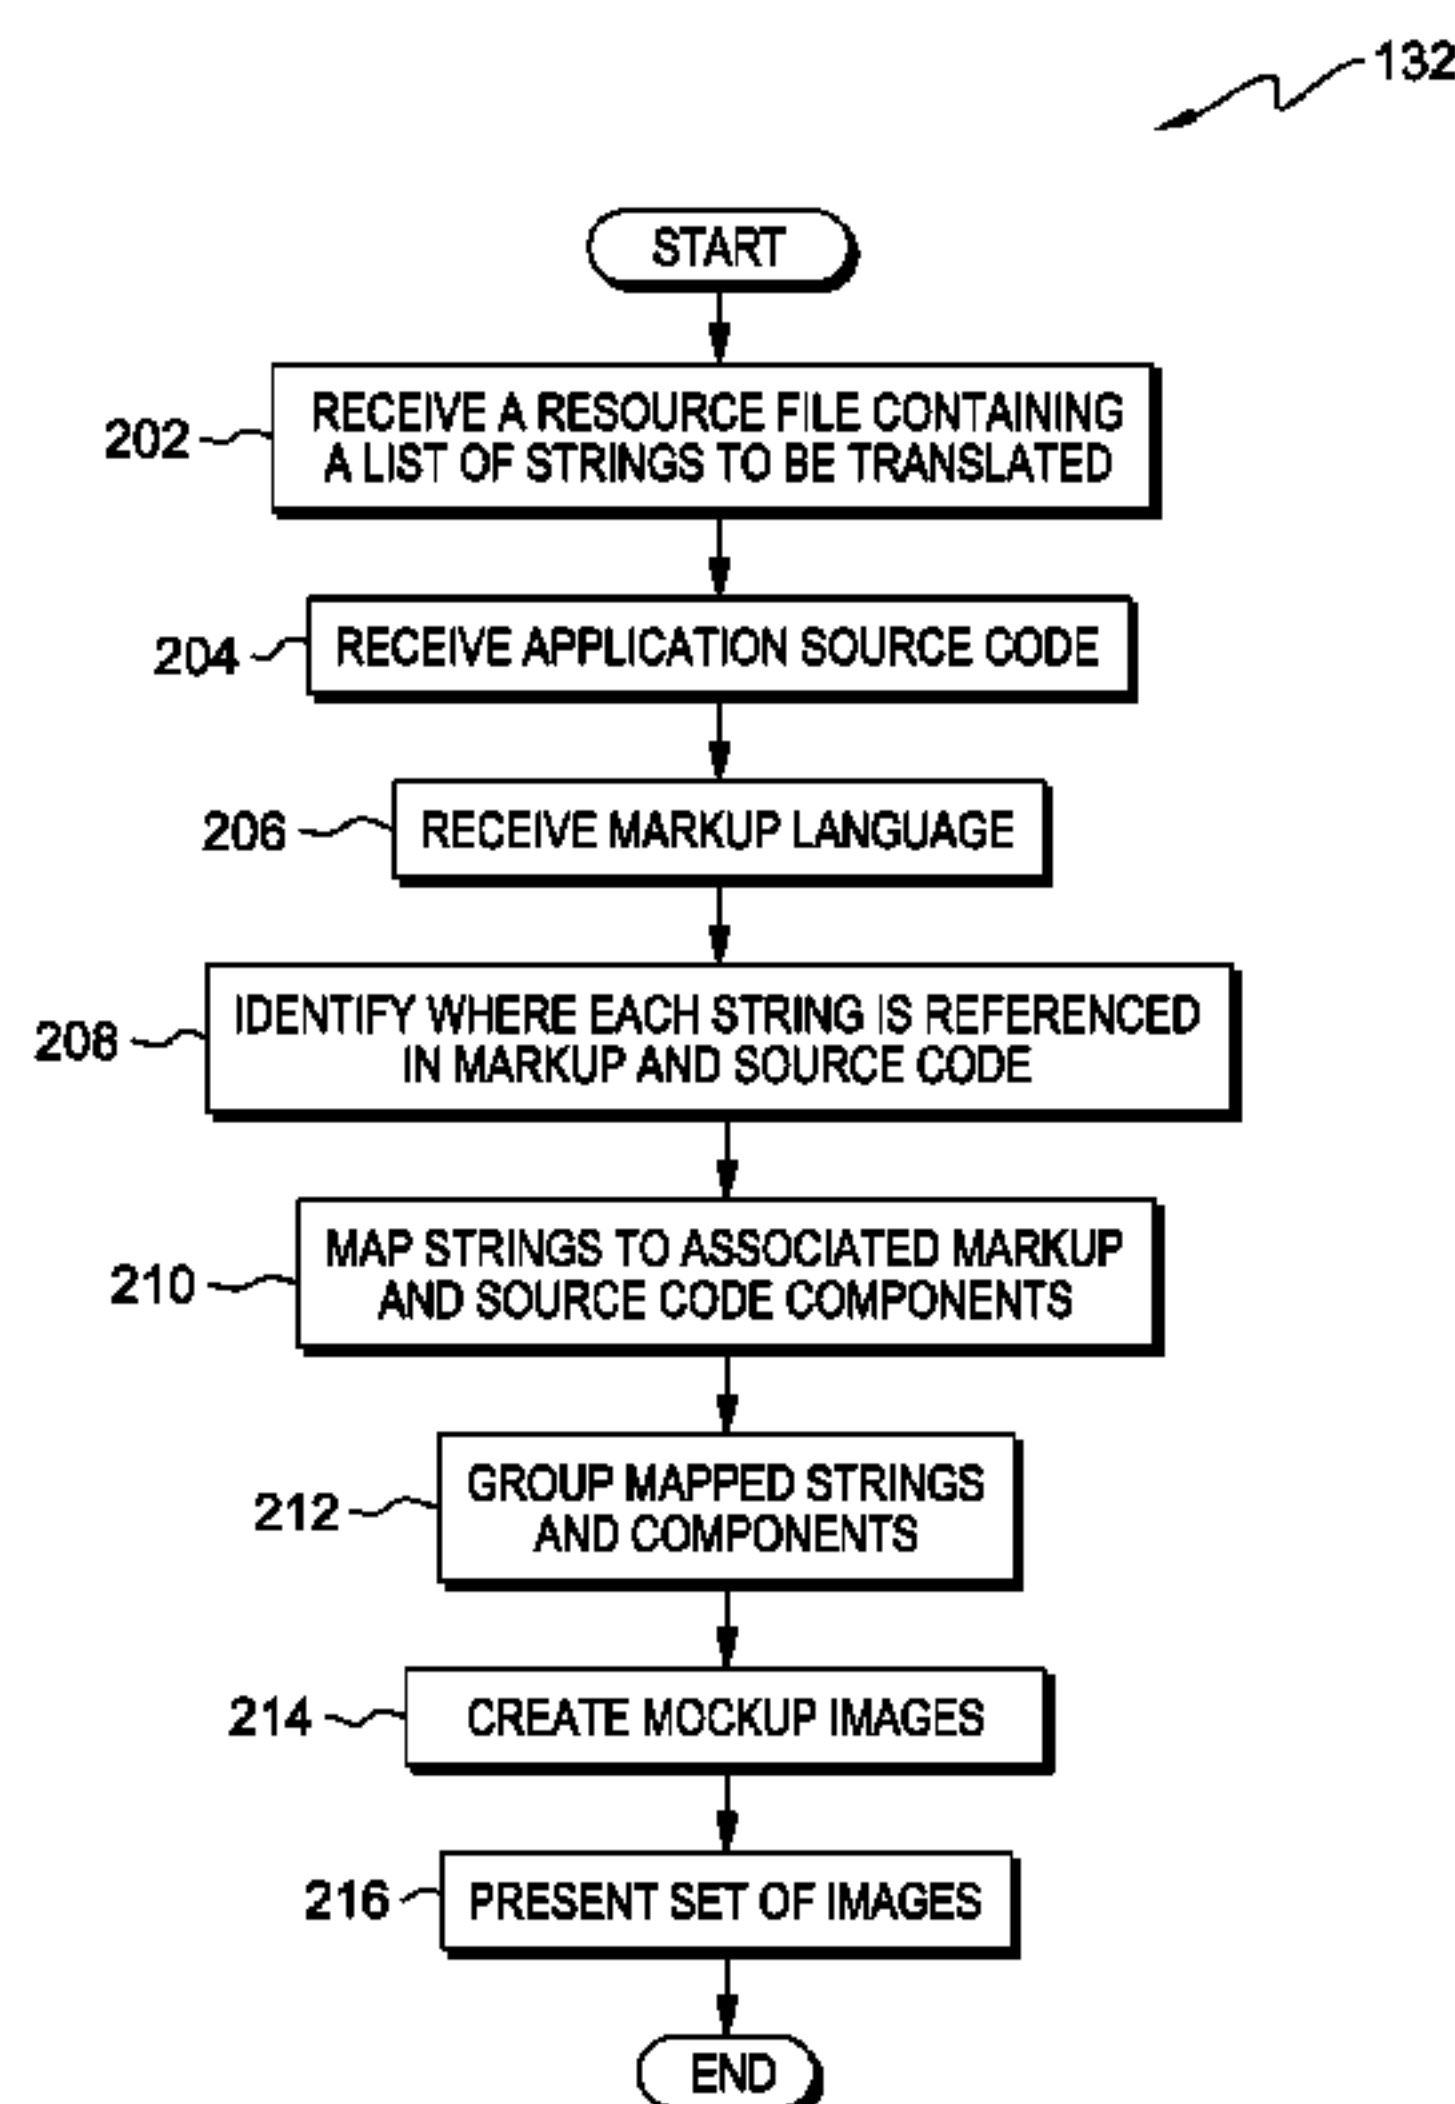 132
START
202
RECEIVE A RESOURCE FILE CONTAINING
A LIST OF STRINGS TO BE TRANSLATED
204
RECEIVE APPLICATION SOURCE CODE
206
RECEIVE MARKUP LANGUAGE
208
IDENTIFY WHERE EACH STRING IS REFERENCED
IN MARKUP AND SOURCE CODE
210
MAP STRINGS TO ASSOCIATED MARKUP
AND SOURCE CODE COMPONENTS
212
GROUP MAPPED STRINGS
AND COMPONENTS
214
CREATE MOCKUP IMAGES
216
PRESENT SET OF IMAGES
END